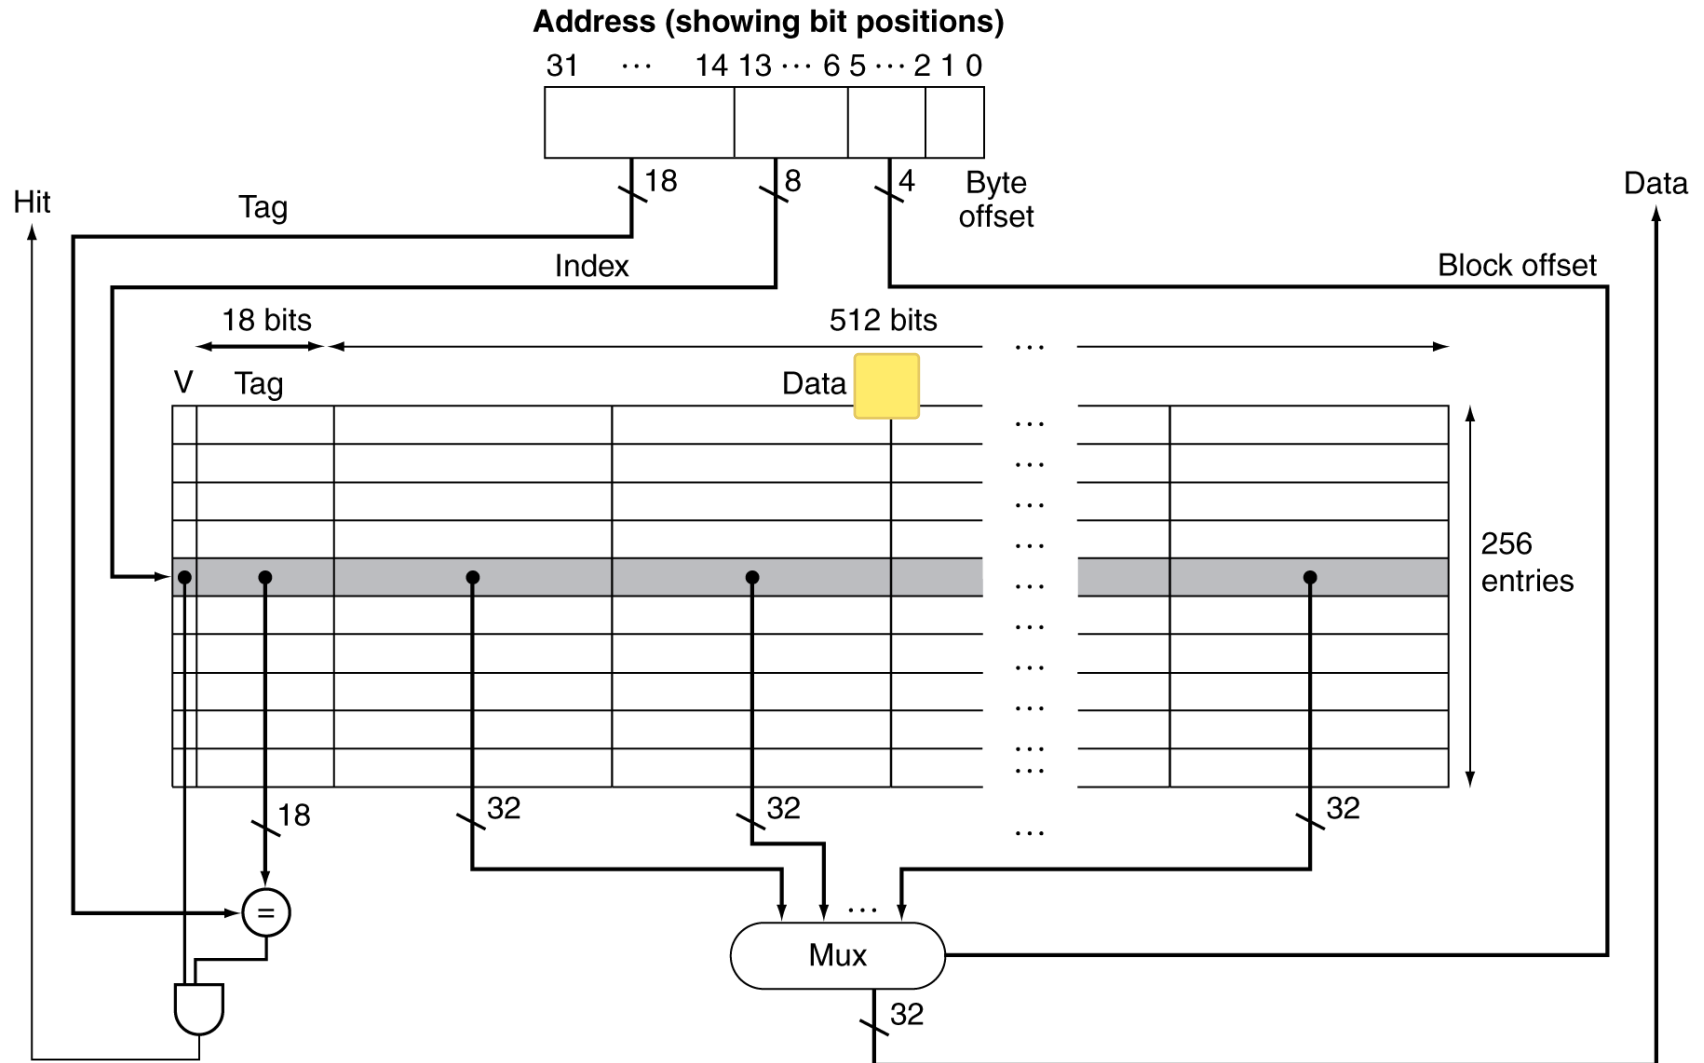 Address (showing bit positions)
31 ... 14 13 ... 6 5 ... 2 1 0
18 8 4 Byte
offset
Hit
Tag
Data
Index
Block offset
18 bits
512 bits
...
V Tag Data
...
...
...
...
256
entries
...
...
...
...
...
...
18 32 32 ... 32
=
...
Mux
32